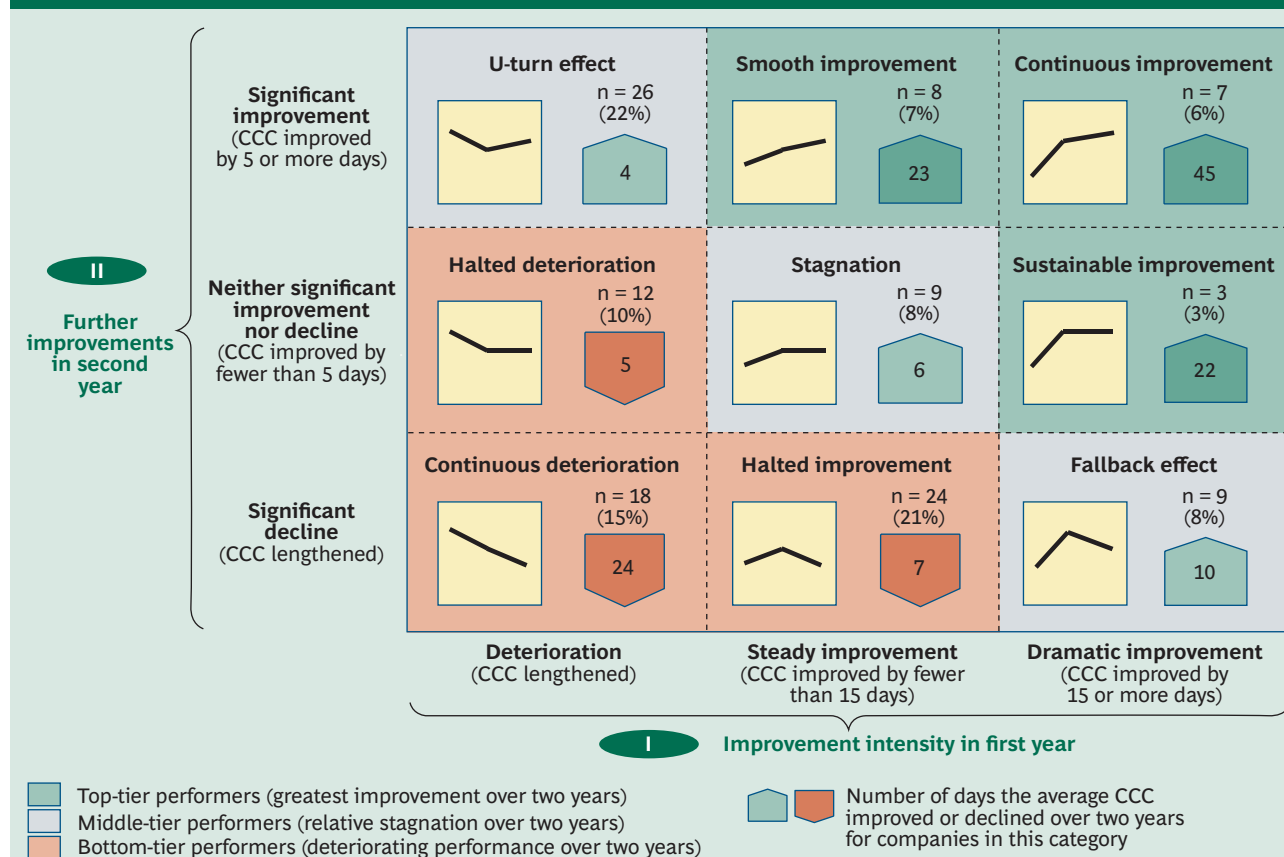 U-turn effect
n = 26
(22%)
4
Smooth improvement
n = 8
(7%)
23
Continuous improvement
n = 7
(6%)
45
Significant
improvement
(CCC improved
by 5 or more days)
Halted deterioration
n = 12
(10%)
5
Stagnation
n = 9
(8%)
6
Sustainable improvement
n = 3
(3%)
22
II
Further
improvements
in second
year
Neither significant
improvement
nor decline
(CCC improved by
fewer than 5 days)
Continuous deterioration
n = 18
(15%)
24
Halted improvement
n = 24
(21%)
7
Fallback effect
n = 9
(8%)
10
Significant
decline
(CCC lengthened)
Deterioration
(CCC lengthened)
Steady improvement
(CCC improved by fewer
than 15 days)
Dramatic improvement
(CCC improved by
15 or more days)
I
Improvement intensity in first year
Top-tier performers (greatest improvement over two years)
Middle-tier performers (relative stagnation over two years)
Bottom-tier performers (deteriorating performance over two years)
Number of days the average CCC
improved or declined over two years
for companies in this category